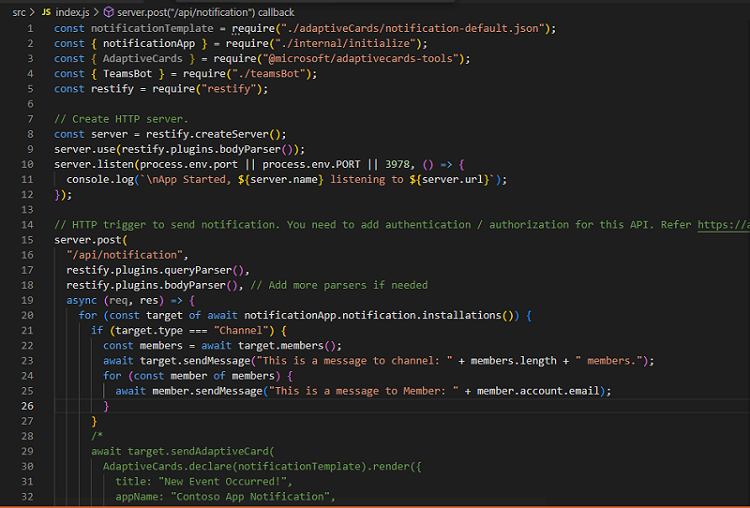 src > JS index.js > server.post("/api/notification") callback
1 const notificationTemplate = require("./adaptiveCards/notification-default.json");
2 const { notificationApp } = require("./internal/initialize");
3 const { AdaptiveCards } = require("@microsoft/adaptivecards-tools");
4 const { TeamsBot } = require("./teamsBot");
5 const restify = require("restify");
6
7 // Create HTTP server.
8 const server = restify.createServer();
9 server.use(restify.plugins.bodyParser());
10 server.listen(process.env.port || process.env.PORT || 3978, () => {
11 console.log(`\nApp Started, ${server.name} listening to ${server.url}`);
12 });
13
14 // HTTP trigger to send notification. You need to add authentication / authorization for this API. Refer https://a
15 server.post(
16 "/api/notification",
17 restify.plugins.queryParser(),
18 restify.plugins.bodyParser(), // Add more parsers if needed
19 async (req, res) => {
20 for (const target of await notificationApp.notification.installations()) {
21 if (target.type === "Channel") {
22 const members = await target.members();
23 await target.sendMessage("This is a message to channel: " + members.length + " members.");
24 for (const member of members) {
25 await member.sendMessage("This is a message to Member: " + member.account.email);
26 }
27 }
28 /*
29 await target.sendAdaptiveCard(
30 AdaptiveCards.declare(notificationTemplate).render({
31 title: "New Event Occurred!",
32 appName: "Contoso App Notification",